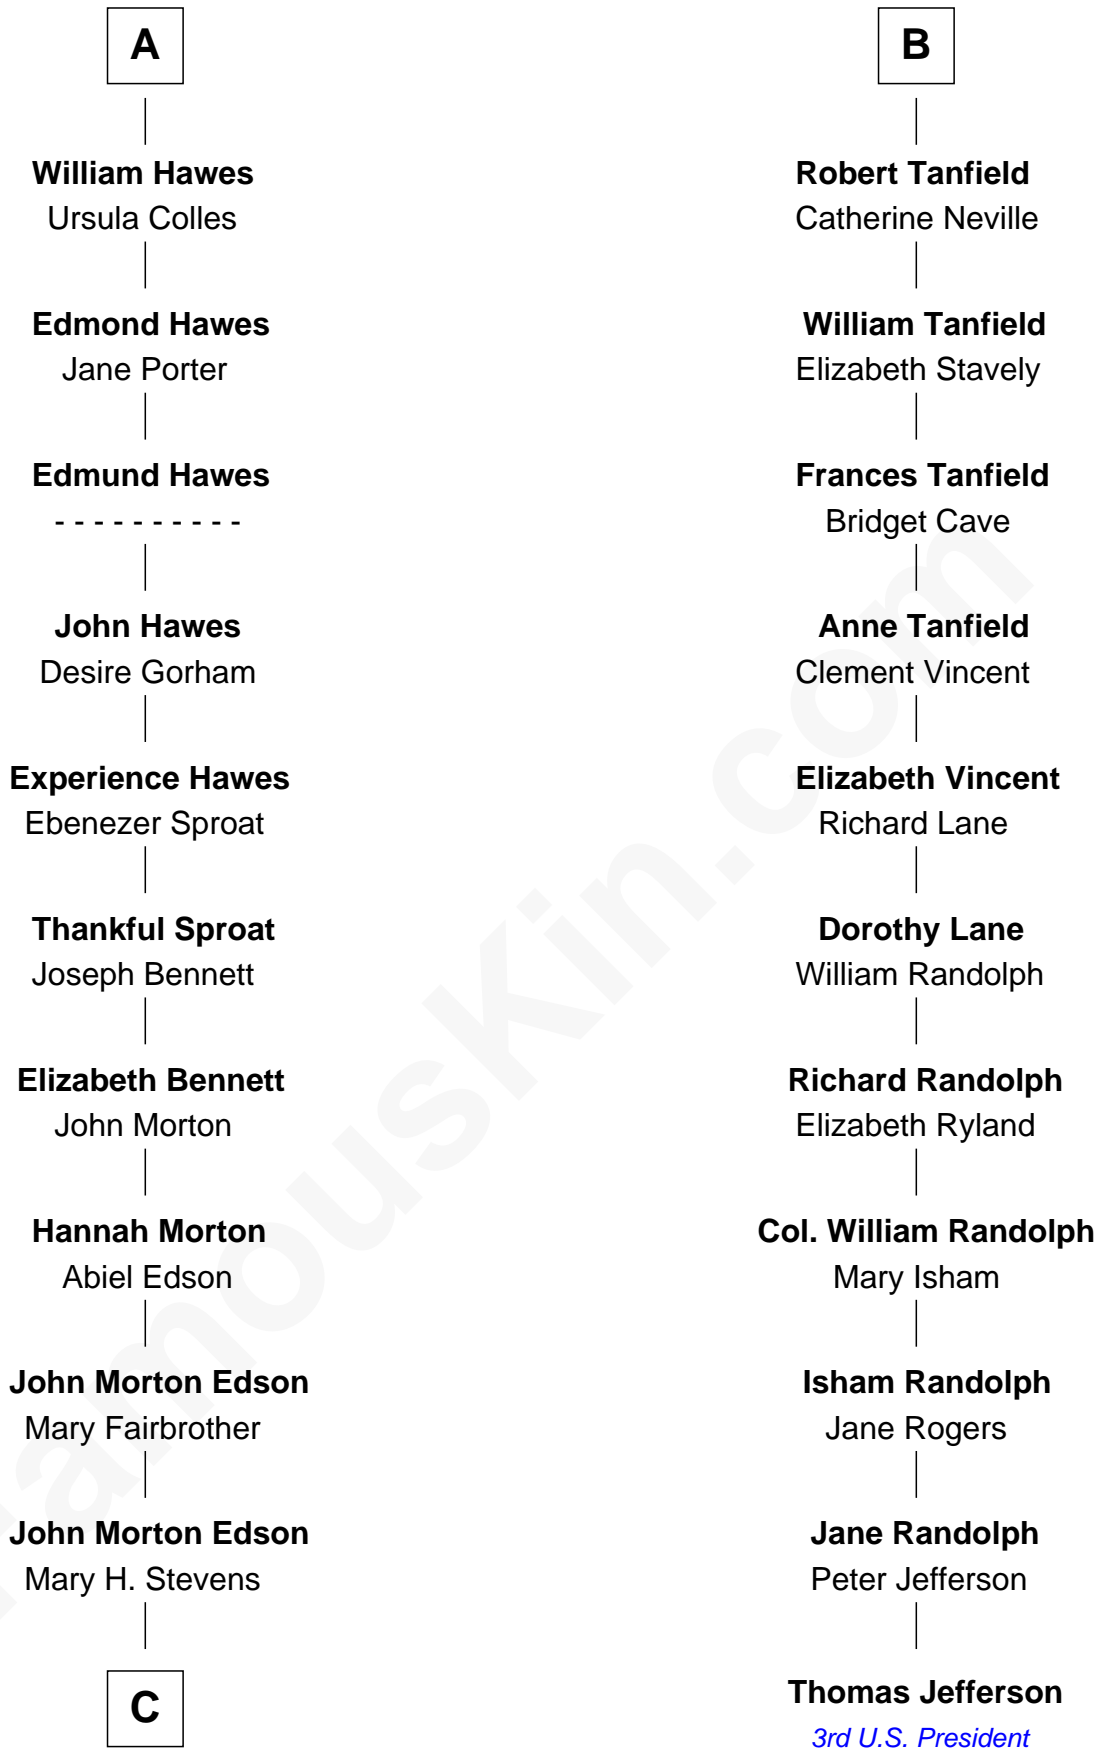 A
William Hawes
Ursula Colles
Edmond Hawes
Jane Porter
Edmund Hawes
- - - - - - - - - -
John Hawes
Desire Gorham
Experience Hawes
Ebenezer Sproat
Thankful Sproat
Joseph Bennett
Elizabeth Bennett
John Morton
Hannah Morton
Abiel Edson
John Morton Edson
Mary Fairbrother
John Morton Edson
Mary H. Stevens
C
B
Robert Tanfield
Catherine Neville
William Tanfield
Elizabeth Stavely
Frances Tanfield
Bridget Cave
Anne Tanfield
Clement Vincent
Elizabeth Vincent
Richard Lane
Dorothy Lane
William Randolph
Richard Randolph
Elizabeth Ryland
Col. William Randolph
Mary Isham
Isham Randolph
Jane Rogers
Jane Randolph
Peter Jefferson
Thomas Jefferson
3rd U.S. President
FamousKin.com